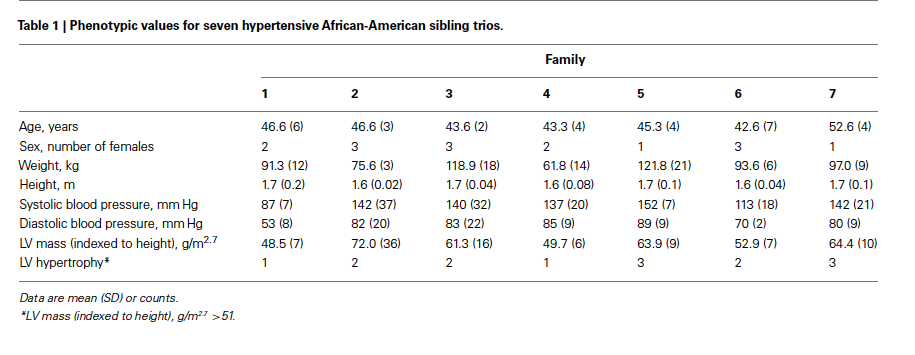 Table 1 | Phenotypic values for seven hypertensive African-American sibling trios.
Family
1 2 3 4 5 6 7
Age, years 46.6 (6) 46.6 (3) 43.6 (2) 43.3 (4) 45.3 (4) 42.6 (7) 52.6 (4)
Sex, number of females 2 3 3 2 1 3 1
Weight, kg 91.3 (12) 75.6 (3) 118.9 (18) 61.8 (14) 121.8 (21) 93.6 (6) 97.0 (9)
Height, m 1.7 (0.2) 1.6 (0.02) 1.7 (0.04) 1.6 (0.08) 1.7 (0.1) 1.6 (0.04) 1.7 (0.1)
Systolic blood pressure, mm Hg 87 (7) 142 (37) 140 (32) 137 (20) 152 (7) 113 (18) 142 (21)
Diastolic blood pressure, mm Hg 53 (8) 82 (20) 83 (22) 85 (9) 89 (9) 70 (2) 80 (9)
LV mass (indexed to height), g/m2.7 48.5 (7) 72.0 (36) 61.3 (16) 49.7 (6) 63.9 (9) 52.9 (7) 64.4 (10)
LV hypertrophy* 1 2 2 1 3 2 3
Data are mean (SD) or counts.
*LV mass (indexed to height), g/m2.7 >51.